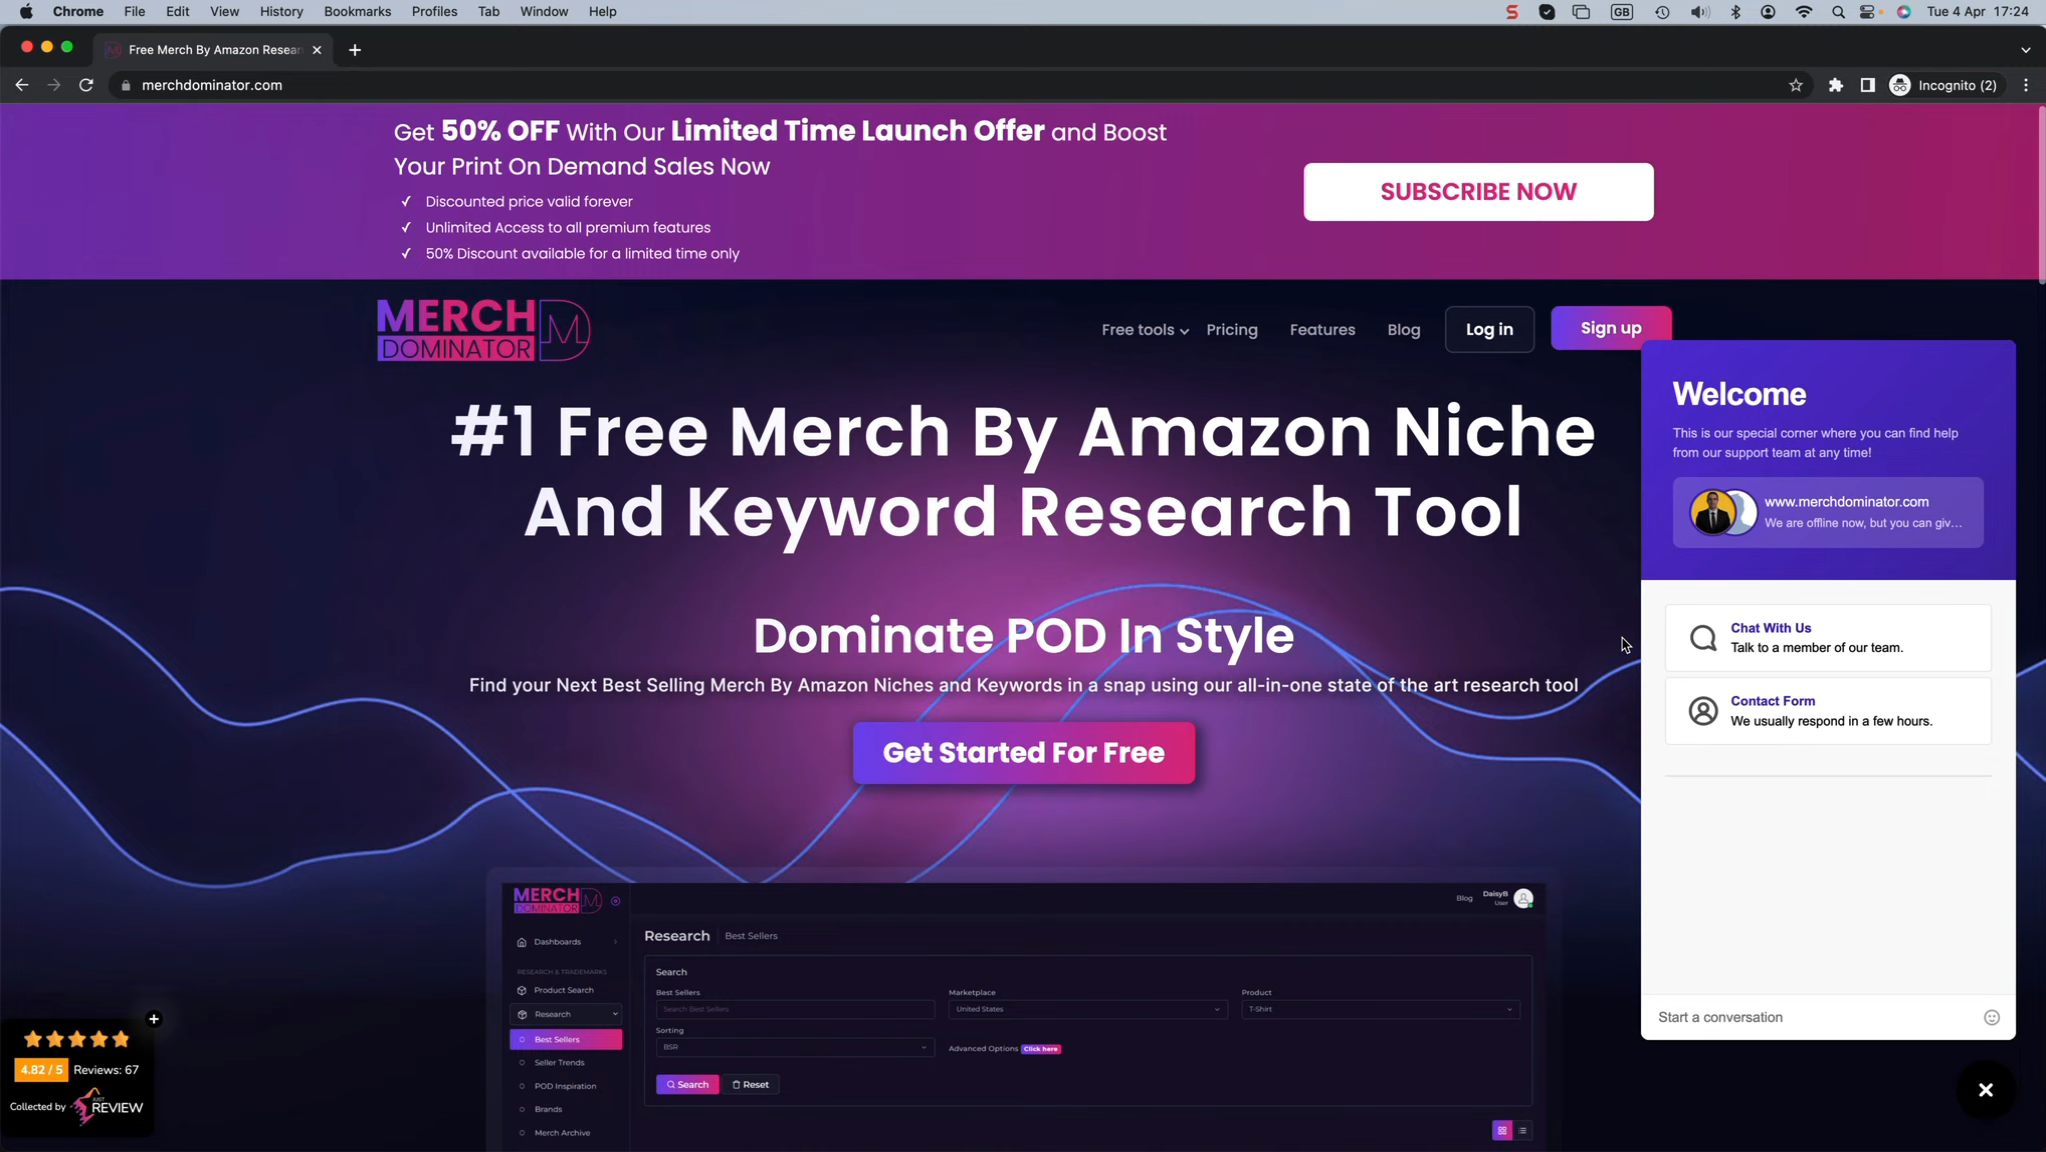 Chrome File Edit View History Bookmarks Profiles Tab Window Help
GB Tue 4 Apr 17:24
Free Merch By Amazon Resear
merchdominator.com
Incognito (2)
Get 50% OFF With Our Limited Time Launch Offer and Boost
Your Print On Demand Sales Now
✓ Discounted price valid forever
✓ Unlimited Access to all premium features
✓ 50% Discount available for a limited time only
SUBSCRIBE NOW
MERCH
DOMINATOR
Free tools Pricing Features Blog Log in Sign up
#1 Free Merch By Amazon Niche
And Keyword Research Tool
Dominate POD In Style
Find your Next Best Selling Merch By Amazon Niches and Keywords in a snap using our all-in-one state of the art research tool
Get Started For Free
Welcome
This is our special corner where you can find help
from our support team at any time!
www.merchdominator.com
We are offline now, but you can giv...
Chat With Us
Talk to a member of our team.
Contact Form
We usually respond in a few hours.
Start a conversation
MERCH
DOMINATOR
Blog
DaisyB
User
Dashboards
RESEARCH & TRADEMARKS
Product Search
Research
Best Sellers
Seller Trends
POD Inspiration
Brands
Merch Archive
Research Best Sellers
Search
Best Sellers Marketplace Product
Search Best Sellers United States T-Shirt
Sorting
BSR
Advanced Options Click here
Search Reset
4.82 / 5 Reviews: 67
Collected by JUST REVIEW